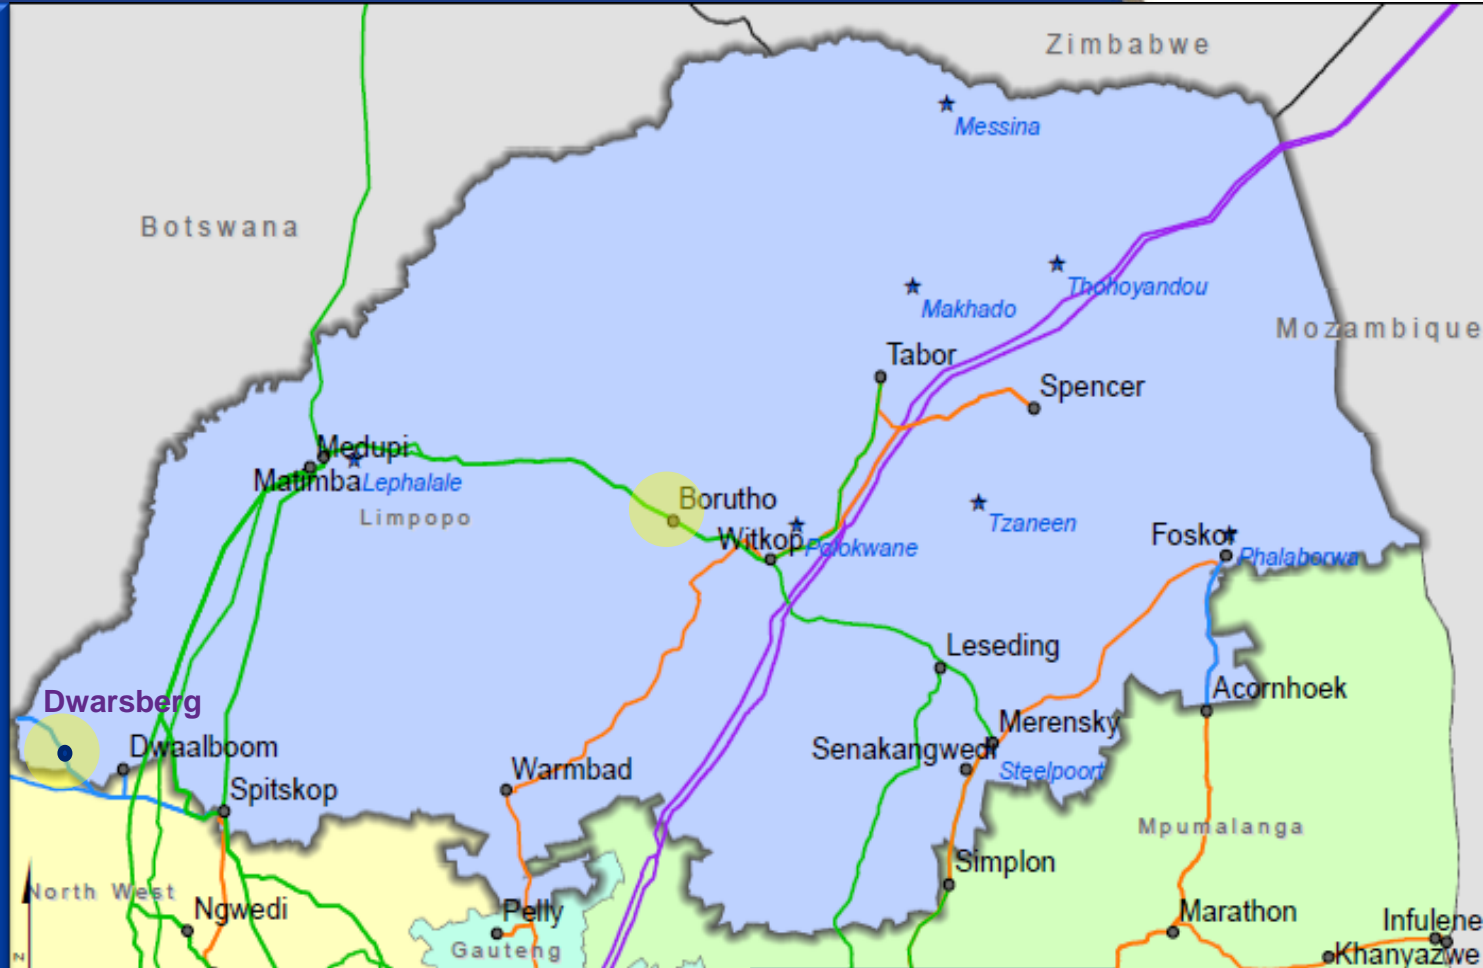 Zimbabwe
Messina
Botswana
Thohoyandou
Makhado
Mozambique
Tabor
Spencer
Medupi
Matimba
Lephalale
Limpopo
Borutho
Tzaneen
Witkop
Polokwane
Foskor
Phalaborwa
Leseding
Dwarsberg
Acornhoek
Merensky
Dwaalboom
Senakangwedi
Steelpoort
Warmbad
Spitskop
Mpumalanga
Simplon
North West
Ngwedi
Pelly
Marathon
Infulene
Gauteng
Khanyazwe
N